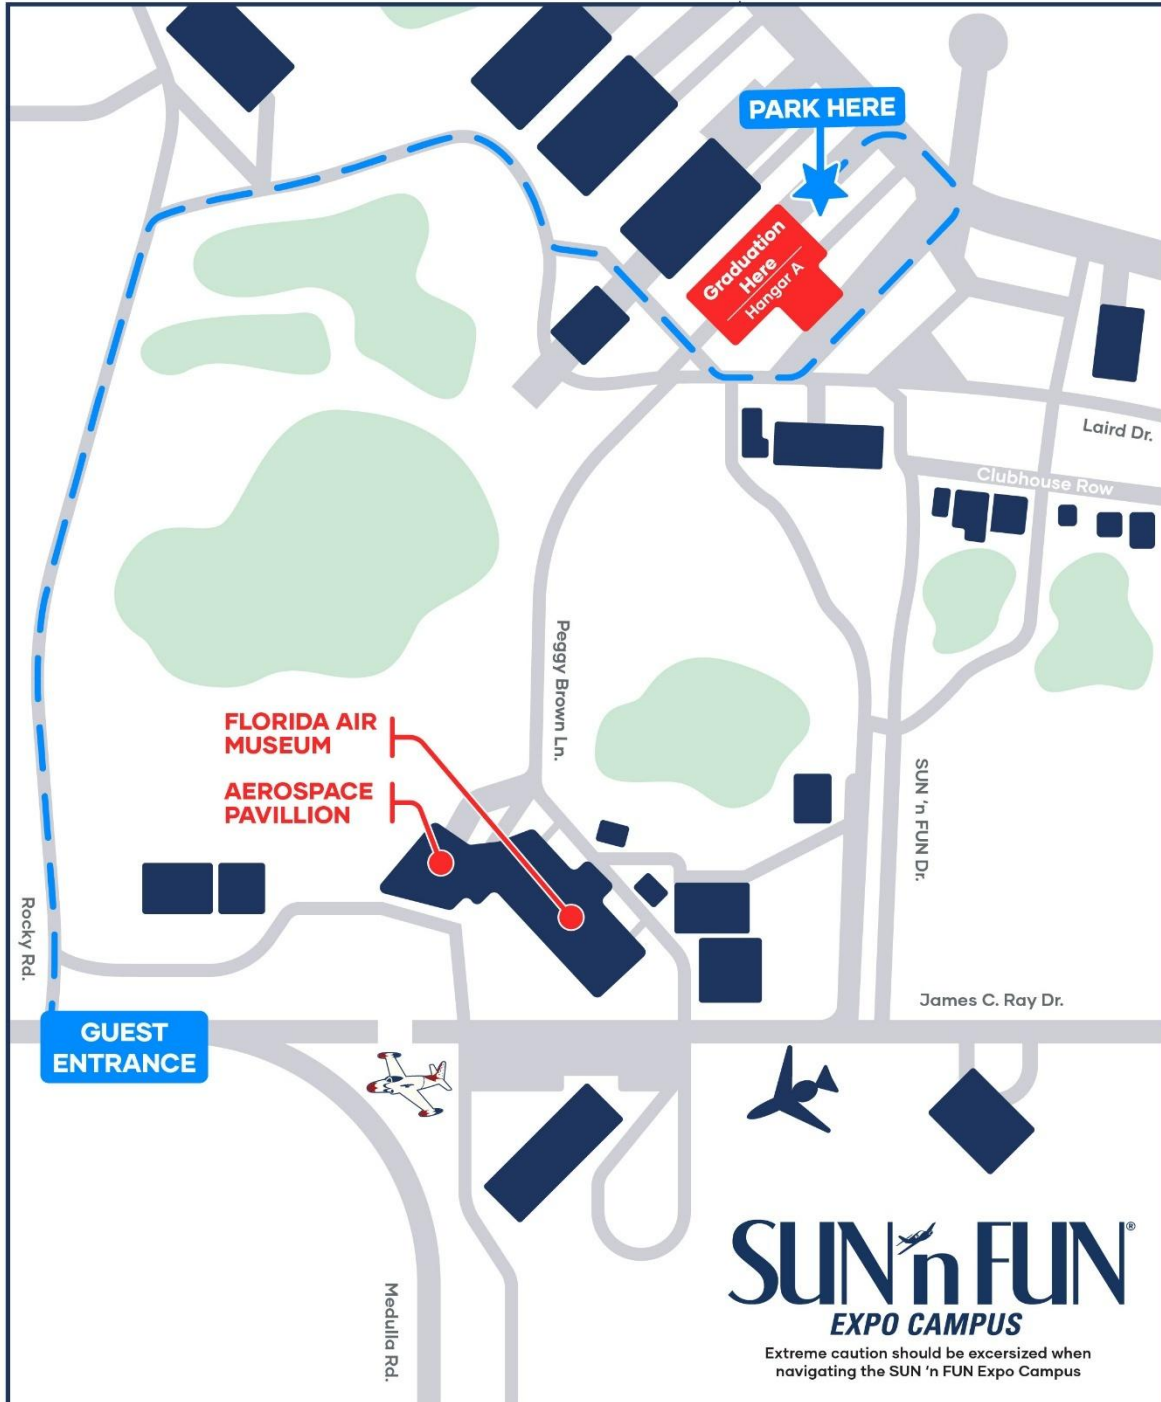 PARK HERE
Graduation
Here
Hangar A
Laird Dr.
Clubhouse Row
Peggy Brown Ln.
FLORIDA AIR
MUSEUM
AEROSPACE
PAVILLION
SUN 'n FUN Dr.
Rocky Rd.
James C. Ray Dr.
GUEST
ENTRANCE
Medulla Rd.
SUN 'n FUN®
EXPO CAMPUS
Extreme caution should be excersized when
navigating the SUN 'n FUN Expo Campus